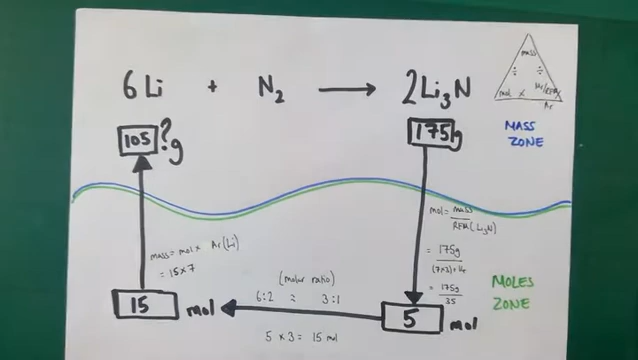 6Li + N₂ → 2Li₃N
mass
÷ ÷
mol × Mr/RFM
Ar
105 ?g
175g
MASS
ZONE
mol = mass
RFM (Li₃N)
mass = mol × Ar(Li)
= 15 × 7
= 175g
(7×3)+14
= 175g
35
(molar ratio)
6:2 = 3:1
15 mol
5 mol
5 × 3 = 15 mol
MOLES
ZONE